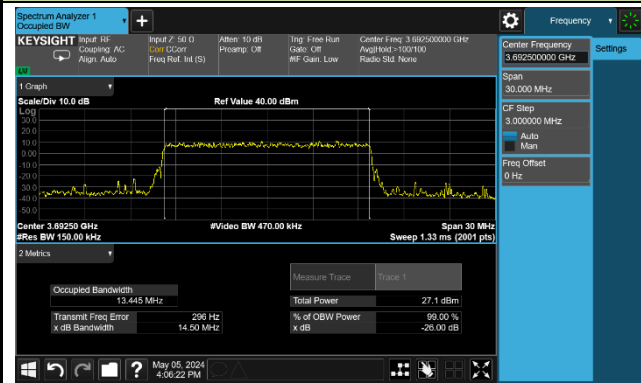 Spectrum Analyzer 1
Occupied BW
Frequency
KEYSIGHT
Input: RF
Coupling: AC
Align: Auto
Input Z: 50 Ω
Corr CCorr
Freq Ref: Int (S)
Atten: 10 dB
Preamp: Off
Trig: Free Run
Gate: Off
#IF Gain: Low
Center Freq: 3.692500000 GHz
Avg|Hold:>100/100
Radio Std: None
LU
Center Frequency
3.692500000 GHz
Settings
Span
30.000 MHz
CF Step
3.000000 MHz
Auto
Man
Freq Offset
0 Hz
1 Graph
Scale/Div 10.0 dB
Ref Value 40.00 dBm
Log
30.0
20.0
10.0
0.00
-10.0
-20.0
-30.0
-40.0
-50.0
Center 3.69250 GHz
#Video BW 470.00 kHz
Span 30 MHz
#Res BW 150.00 kHz
Sweep 1.33 ms (2001 pts)
2 Metrics
Measure Trace
Trace 1
Occupied Bandwidth
13.445 MHz
Total Power
27.1 dBm
Transmit Freq Error
296 Hz
% of OBW Power
99.00 %
x dB Bandwidth
14.50 MHz
x dB
-26.00 dB
?
May 05, 2024
4:06:22 PM